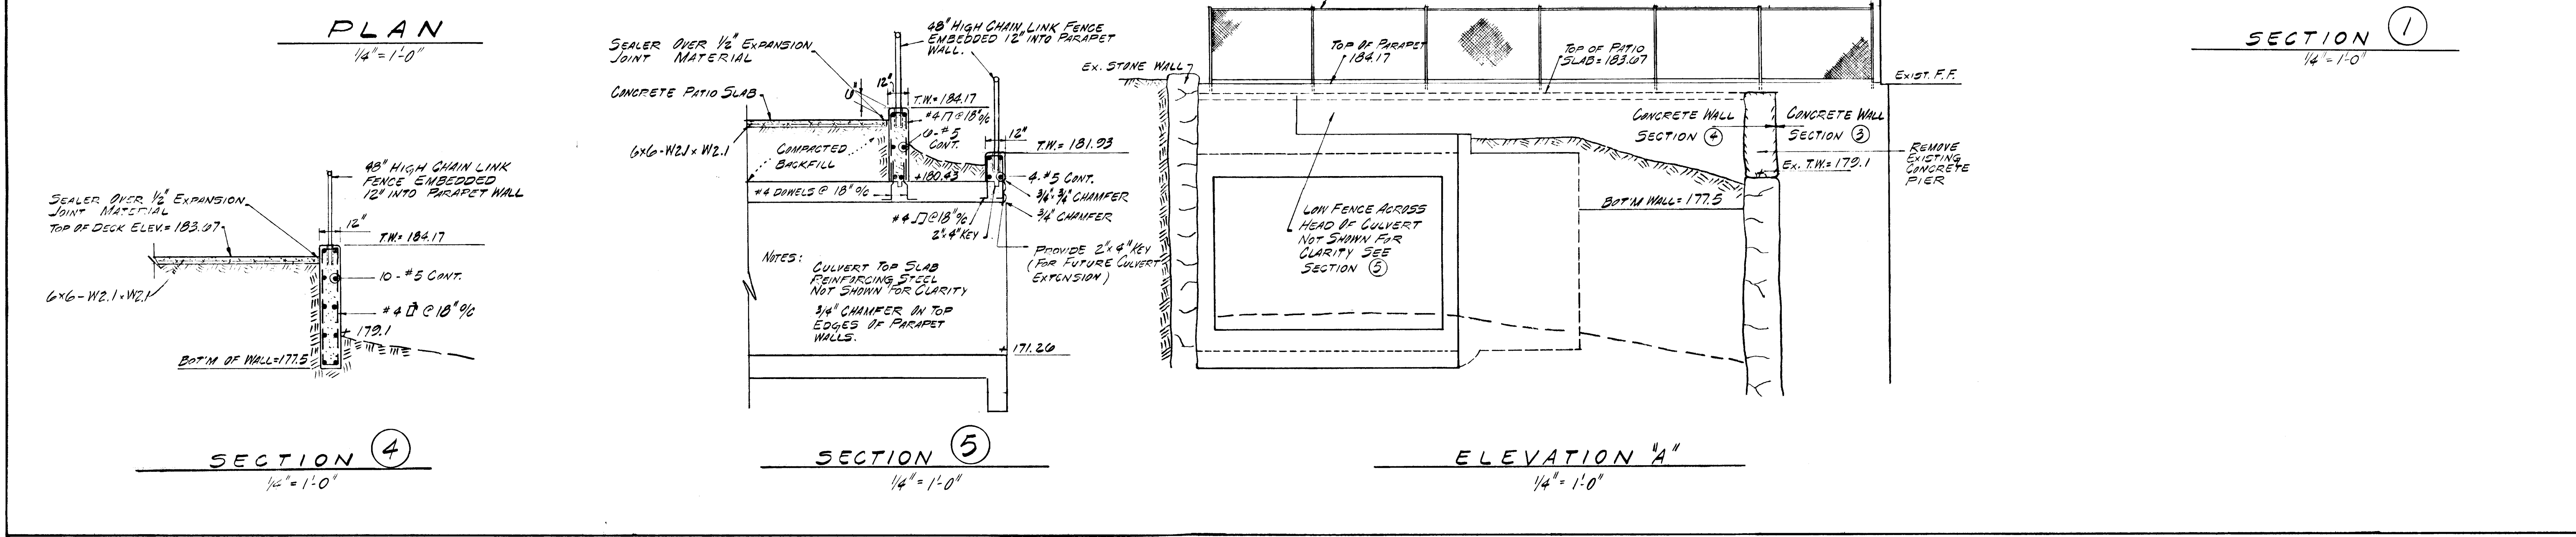 PLAN
1/4"=1'-0"
SECTION 1
1/4"=1'-0"
48" HIGH CHAIN LINK
FENCE EMBEDDED
12" INTO PARAPET WALL
SEALER OVER 1/2" EXPANSION
JOINT MATERIAL
TOP OF DECK ELEV.= 183.67
12"
T.W.= 184.17
10 - #5 CONT.
6x6-W2.1xW2.1
#4 @ 18" o/c
179.1
BOT'M OF WALL=177.5
SECTION 4
1/4"=1'-0"
48" HIGH CHAIN LINK FENCE
EMBEDDED 12" INTO PARAPET
WALL.
SEALER OVER 1/2" EXPANSION
JOINT MATERIAL
CONCRETE PATIO SLAB
6"
12"
T.W.= 184.17
#4 @ 18" o/c
6-#5
CONT.
12"
T.W.= 181.93
6x6-W2.1xW2.1
COMPACTED
BACKFILL
+180.43
4-#5 CONT.
#4 DOWELS @ 18" o/c
3/4"x3/4" CHAMFER
3/4" CHAMFER
#4 @ 18" o/c
2"x4" KEY
PROVIDE 2"x4" KEY
(FOR FUTURE CULVERT
EXTENSION)
NOTES:
CULVERT TOP SLAB
REINFORCING STEEL
NOT SHOWN FOR CLARITY
3/4" CHAMFER ON TOP
EDGES OF PARAPET
WALLS.
171.26
SECTION 5
1/4"=1'-0"
EX. STONE WALL
TOP OF PARAPET
184.17
TOP OF PATIO
SLAB=183.67
EXIST. F.F.
CONCRETE WALL
SECTION 4
CONCRETE WALL
SECTION 3
EX. T.W.=179.1
REMOVE
EXISTING
CONCRETE
PIER
BOT'M WALL=177.5
LOW FENCE ACROSS
HEAD OF CULVERT
NOT SHOWN FOR
CLARITY SEE
SECTION 5
ELEVATION "A"
1/4"=1'-0"